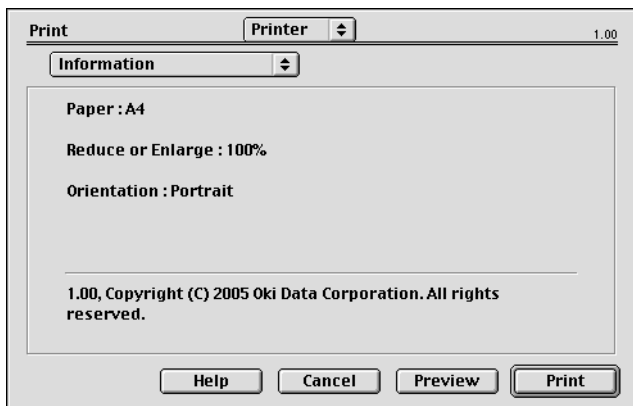 Print Printer 1.00
Information
Paper : A4
Reduce or Enlarge : 100%
Orientation : Portrait
1.00, Copyright (C) 2005 Oki Data Corporation. All rights
reserved.
Help Cancel Preview Print